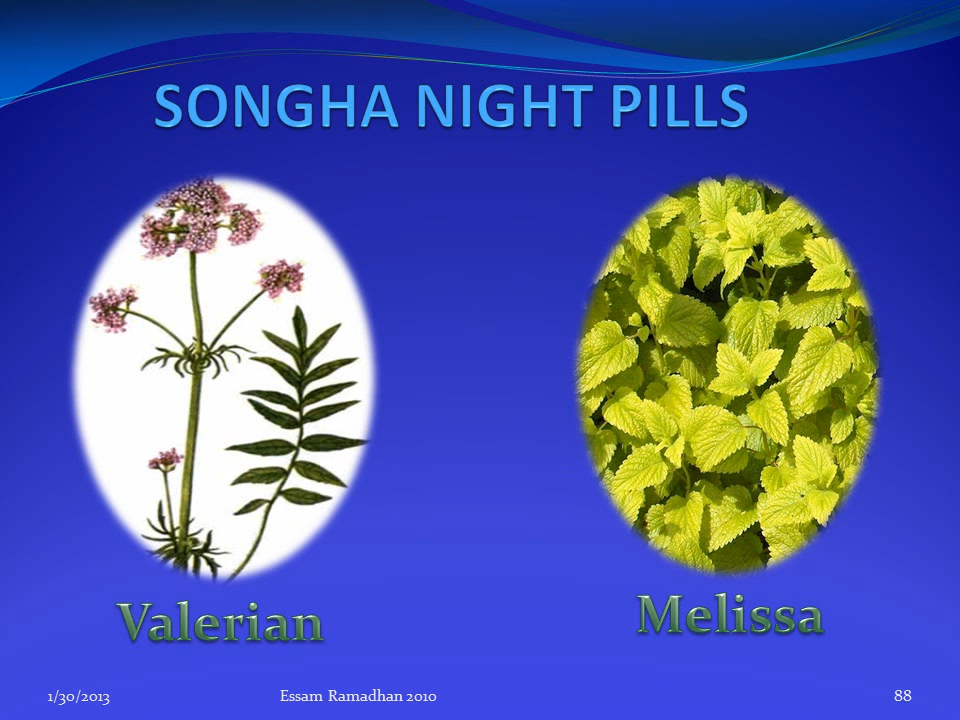 SONGHA NIGHT PILLS
Valerian
Melissa
1/30/2013
Essam Ramadhan 2010
88